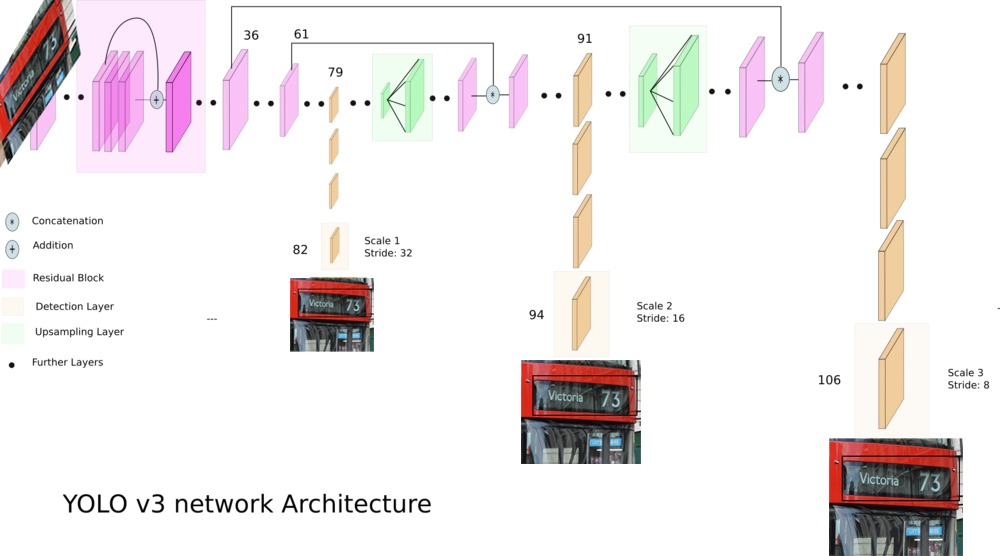 36
61
79
91
Victoria
*
*
+
* Concatenation
+ Addition
Residual Block
Detection Layer
Upsampling Layer
Further Layers
---
82
Scale 1
Stride: 32
Victoria 73
94
Scale 2
Stride: 16
Victoria 73
106
Scale 3
Stride: 8
Victoria 73
YOLO v3 network Architecture